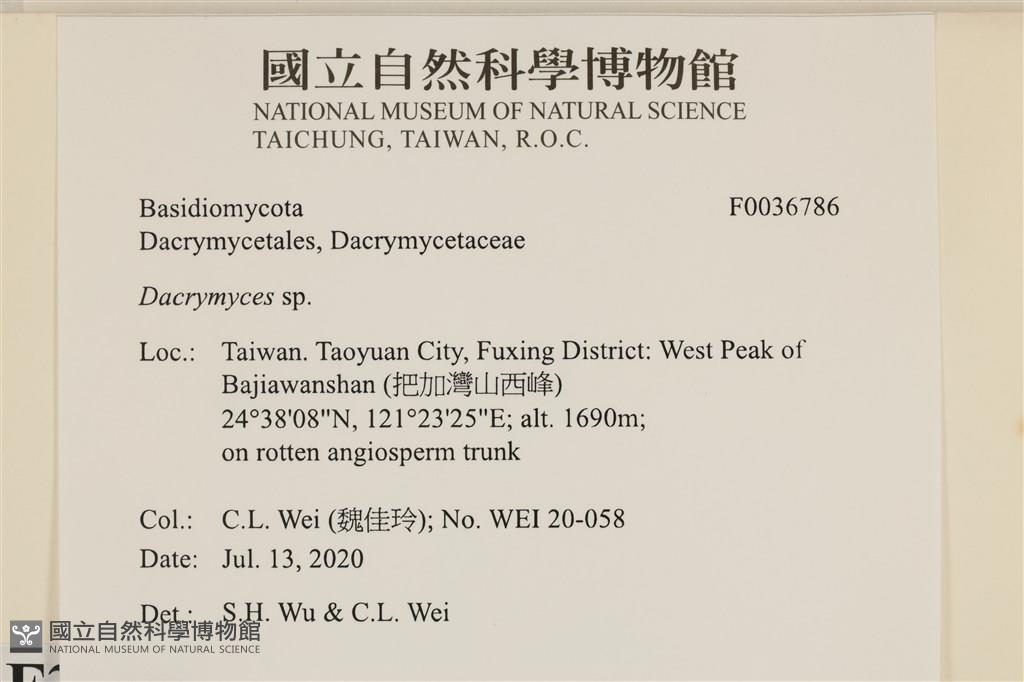 國立自然科學博物館
NATIONAL MUSEUM OF NATURAL SCIENCE
TAICHUNG, TAIWAN, R.O.C.
Basidiomycota F0036786
Dacrymycetales, Dacrymycetaceae
Dacrymyces sp.
Loc.: Taiwan. Taoyuan City, Fuxing District: West Peak of
Bajiawanshan (把加灣山西峰)
24°38'08"N, 121°23'25"E; alt. 1690m;
on rotten angiosperm trunk
Col.: C.L. Wei (魏佳玲); No. WEI 20-058
Date: Jul. 13, 2020
Det.: S.H. Wu & C.L. Wei
國立自然科學博物館
NATIONAL MUSEUM OF NATURAL SCIENCE